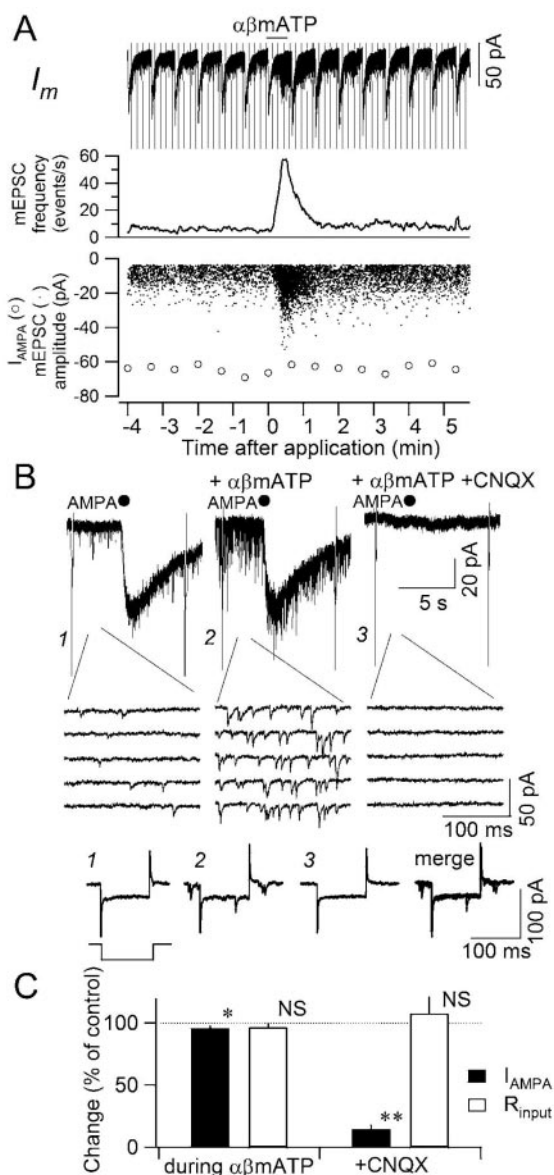 A
αβmATP
I_m
50 pA
mEPSC
frequency
(events/s)
60
40
20
0
I_AMPA (○)
mEPSC (·)
amplitude
(pA)
0
-20
-40
-60
-80
-4 -3 -2 -1 0 1 2 3 4 5
Time after application (min)
B
+ αβmATP
+ αβmATP +CNQX
AMPA●
AMPA●
AMPA●
20 pA
5 s
1
2
3
50 pA
100 ms
1
2
3
merge
100 pA
100 ms
C
Change (% of control)
100
50
0
*
NS
**
NS
I_AMPA
R_input
during αβmATP
+CNQX